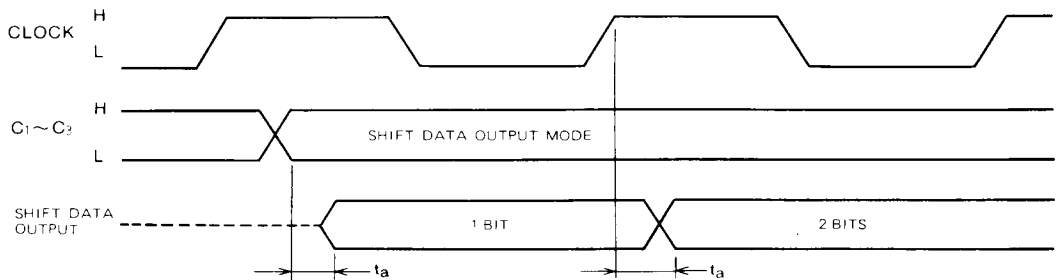 H
CLOCK
L
H
C1~C3
SHIFT DATA OUTPUT MODE
L
SHIFT DATA
OUTPUT
1 BIT
2 BITS
ta
ta